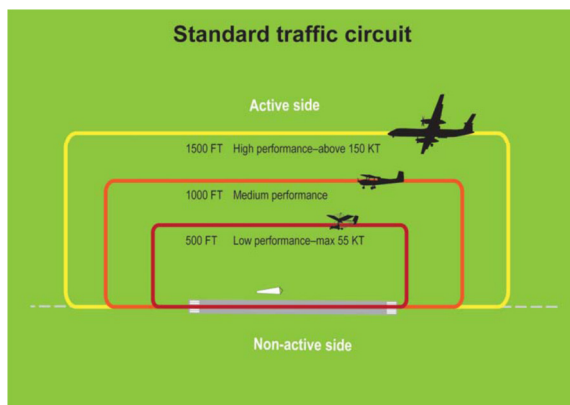 Standard traffic circuit
Active side
1500 FT High performance–above 150 KT
1000 FT Medium performance
500 FT Low performance–max 55 KT
Non-active side